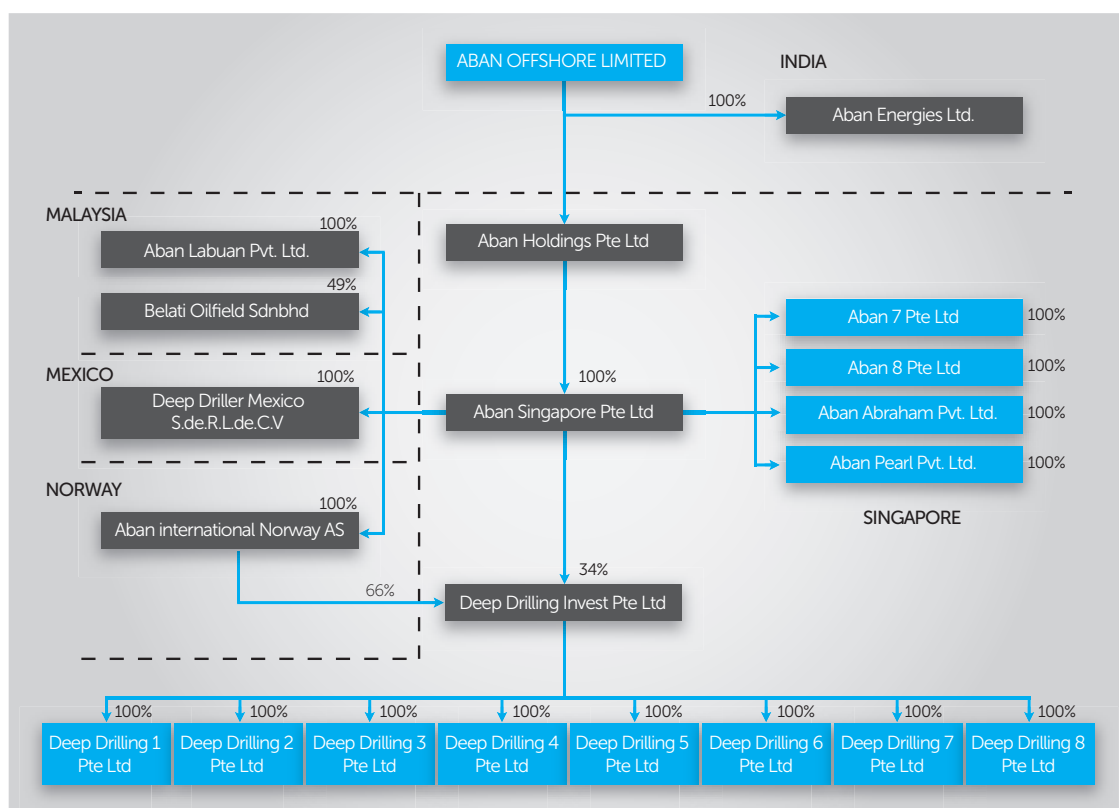 ABAN OFFSHORE LIMITED
INDIA
100%
Aban Energies Ltd.
MALAYSIA
100%
Aban Labuan Pvt. Ltd.
Aban Holdings Pte Ltd
49%
Belati Oilfield Sdnbhd
Aban 7 Pte Ltd
100%
Aban 8 Pte Ltd
100%
MEXICO
100%
Deep Driller Mexico
S.de.R.L.de.C.V
100%
Aban Singapore Pte Ltd
Aban Abraham Pvt. Ltd.
100%
Aban Pearl Pvt. Ltd.
100%
NORWAY
100%
Aban international Norway AS
SINGAPORE
66%
34%
Deep Drilling Invest Pte Ltd
100%
100%
100%
100%
100%
100%
100%
100%
Deep Drilling 1
Pte Ltd
Deep Drilling 2
Pte Ltd
Deep Drilling 3
Pte Ltd
Deep Drilling 4
Pte Ltd
Deep Drilling 5
Pte Ltd
Deep Drilling 6
Pte Ltd
Deep Drilling 7
Pte Ltd
Deep Drilling 8
Pte Ltd